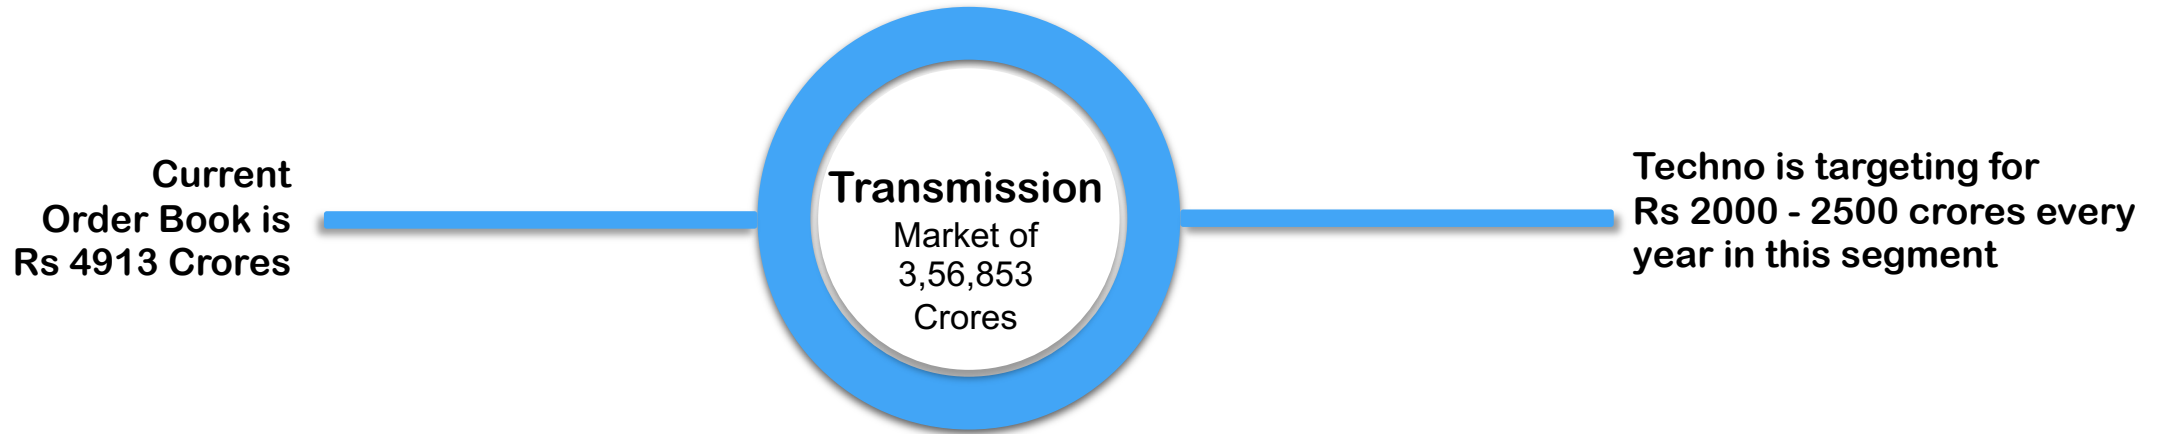 Current
Order Book is
Rs 4913 Crores
Transmission
Market of
3,56,853
Crores
Techno is targeting for
Rs 2000 - 2500 crores every
year in this segment